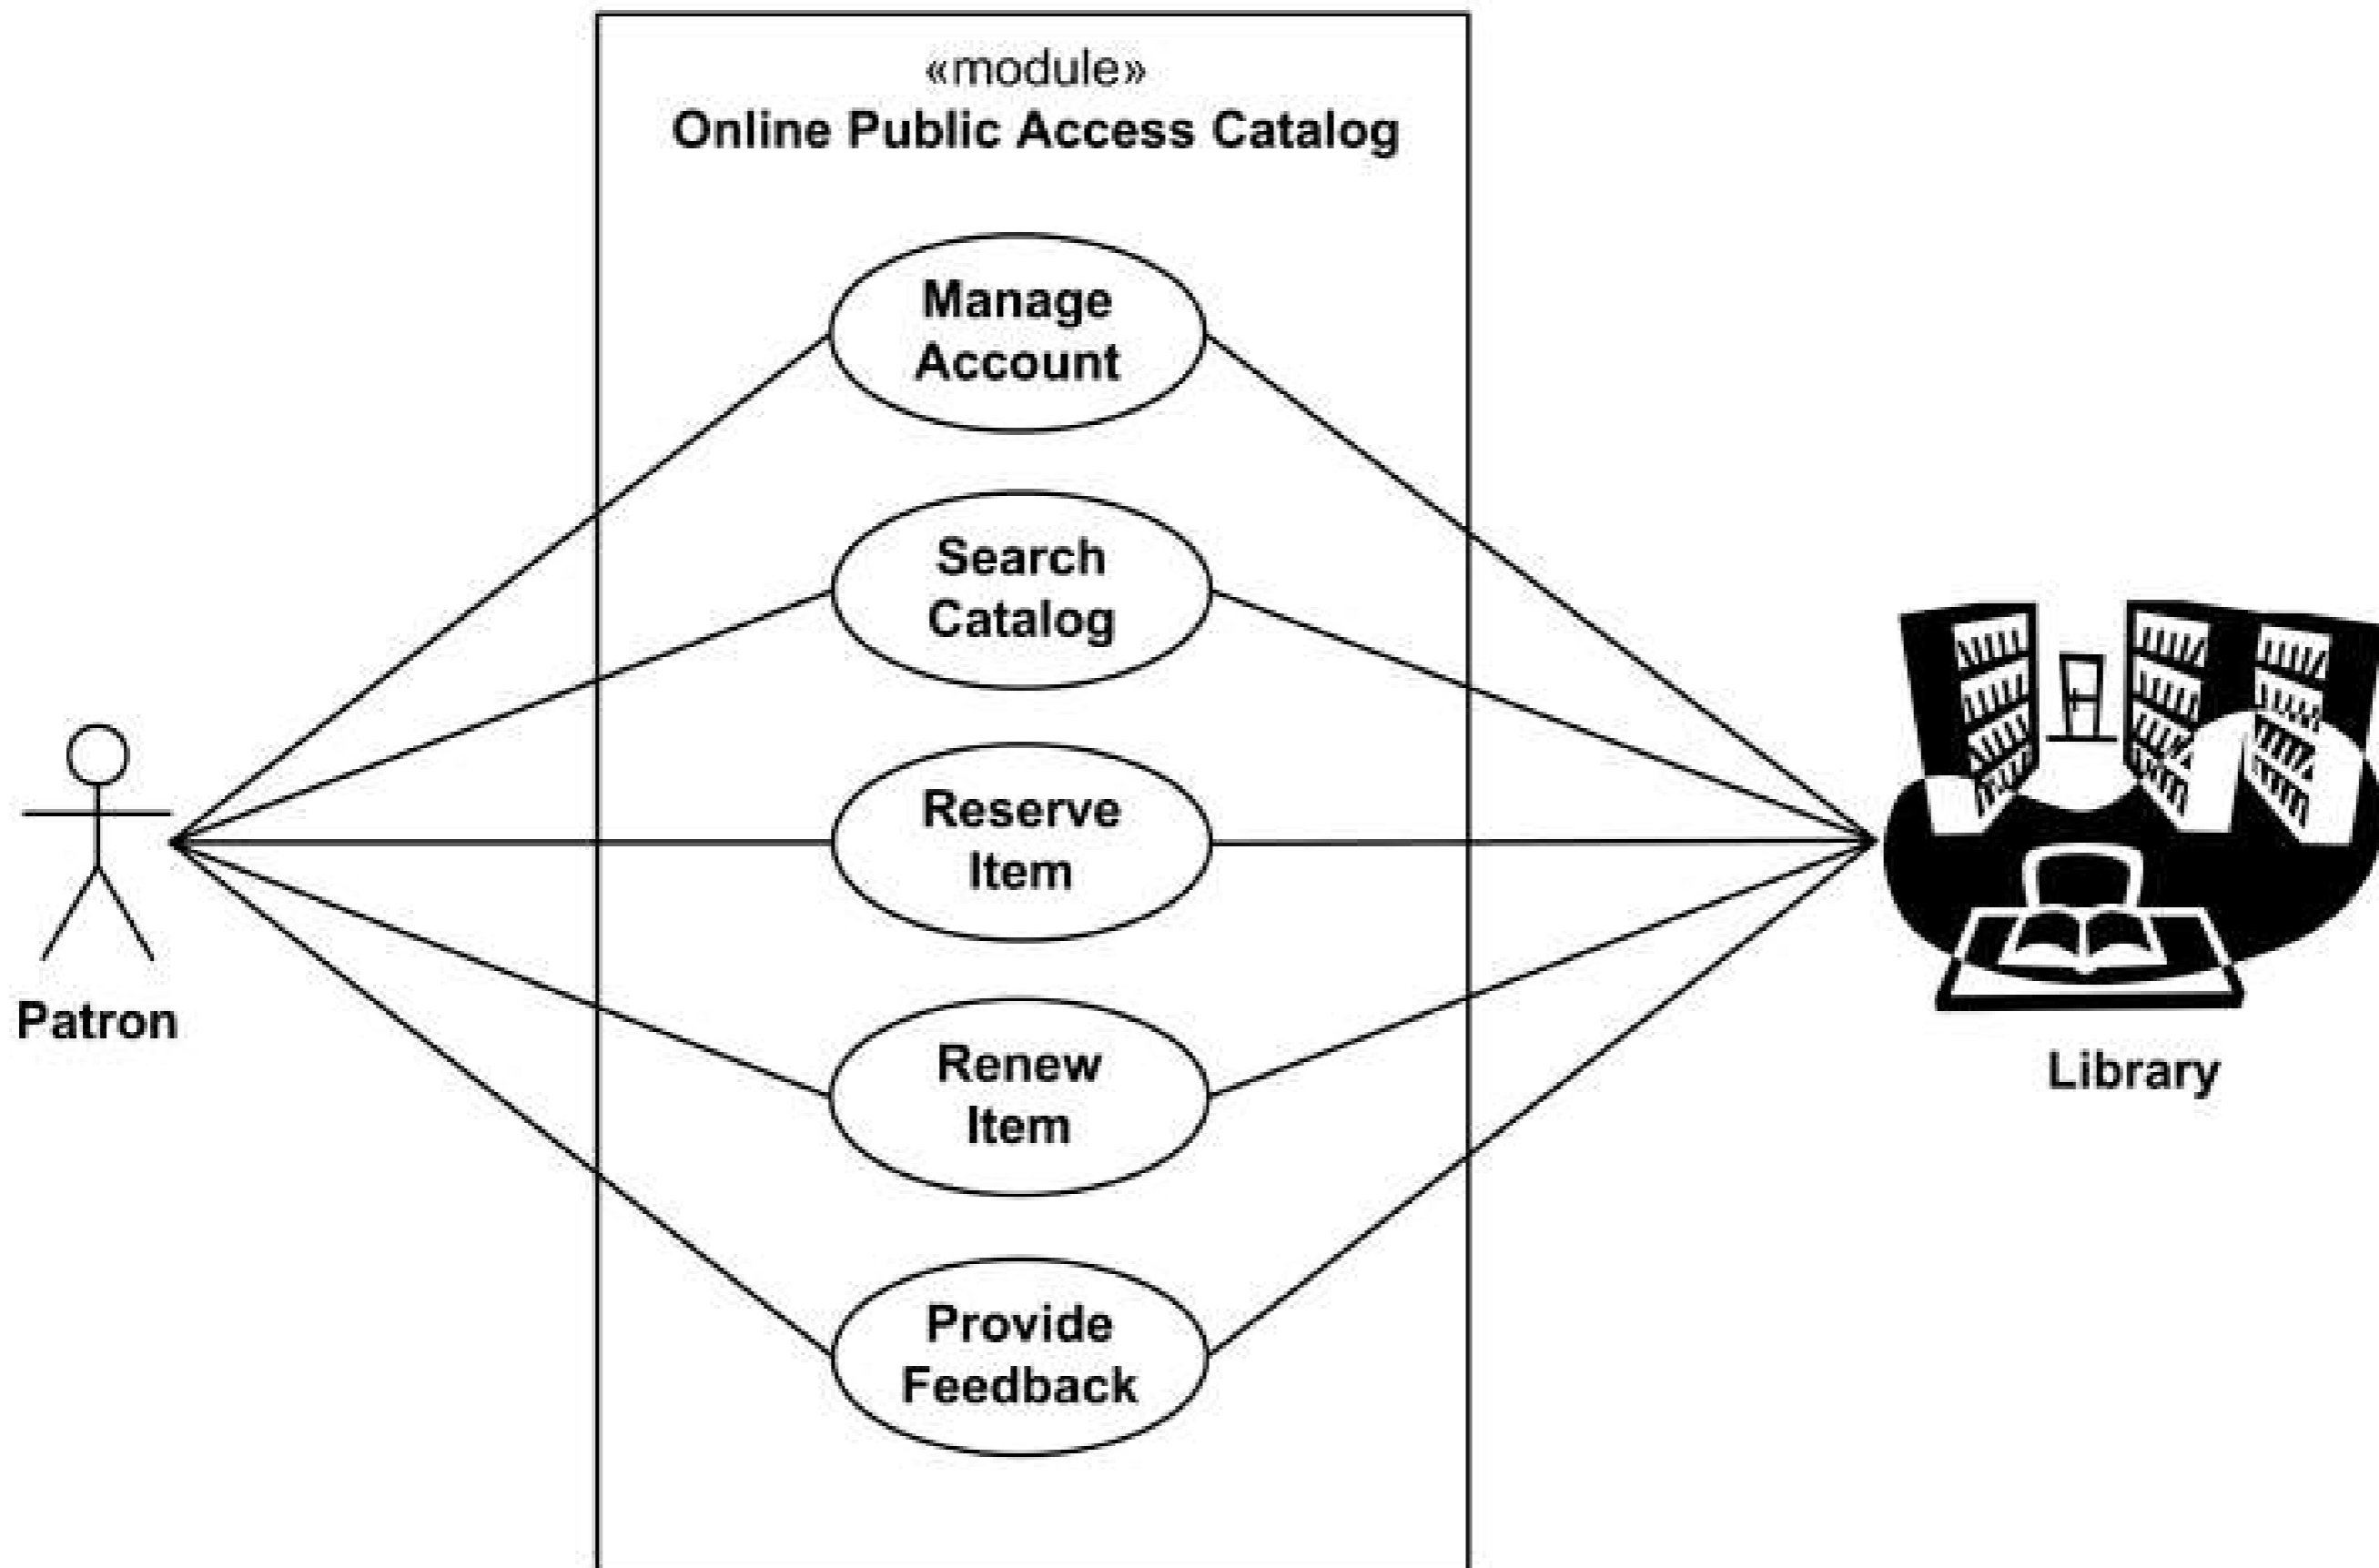 «module»
Online Public Access Catalog
Manage
Account
Search
Catalog
Reserve
Item
Renew
Item
Provide
Feedback
Patron
Library